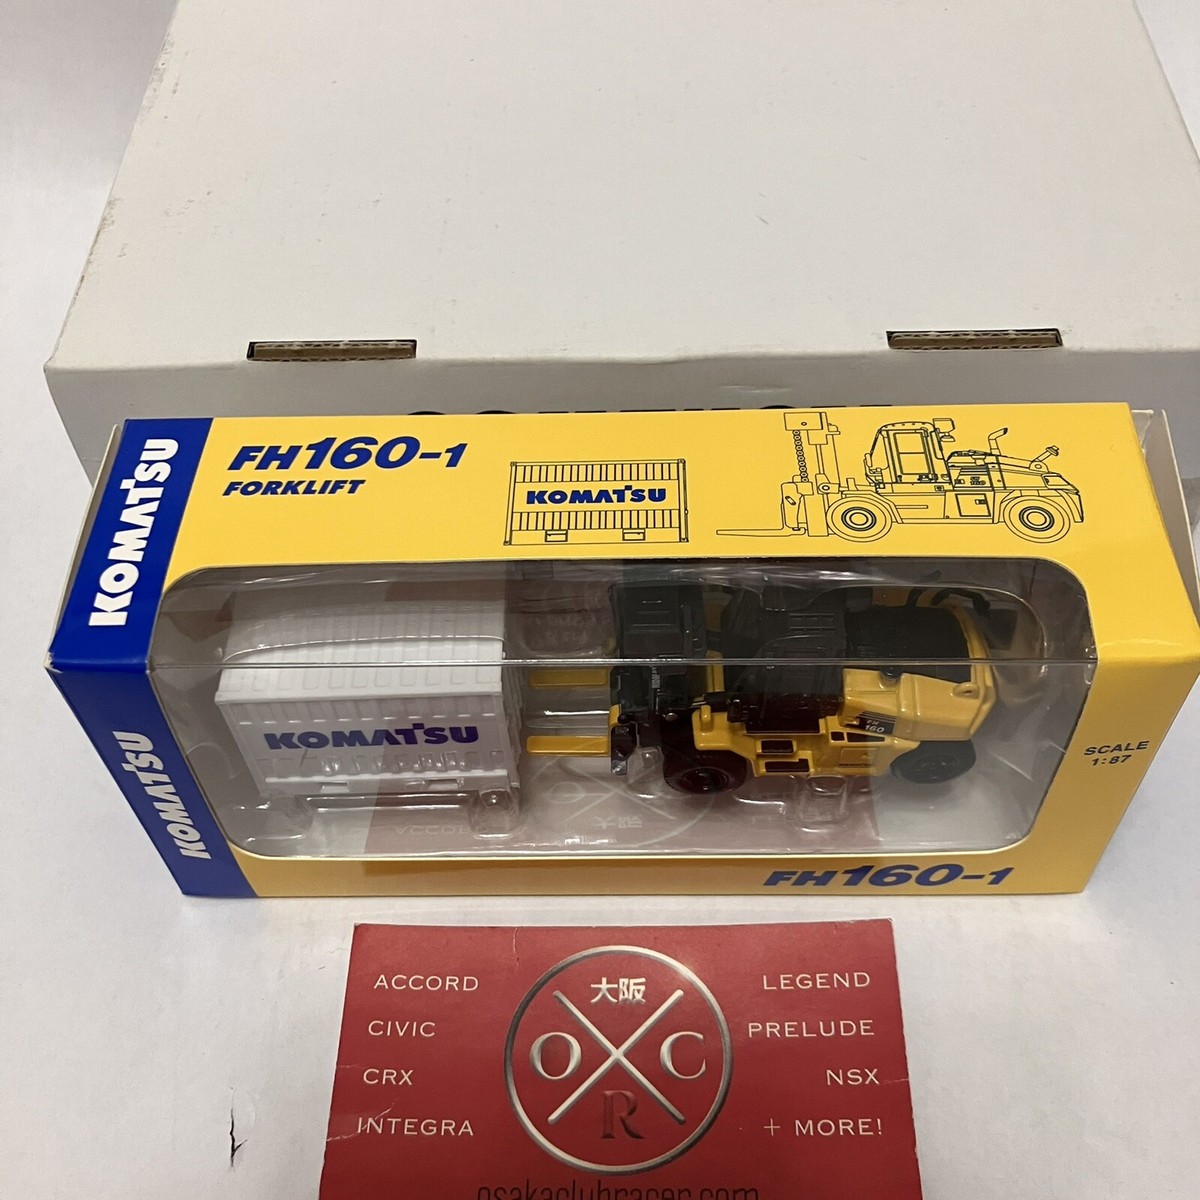 KOMATSU
FH160-1
FORKLIFT
KOMATSU
KOMATSU
KOMATSU
FH
160
SCALE
1:87
FH160-1
ACCORD
CIVIC
CRX
INTEGRA
大阪
O C
R
LEGEND
PRELUDE
NSX
+ MORE!
osakaclubracer.com